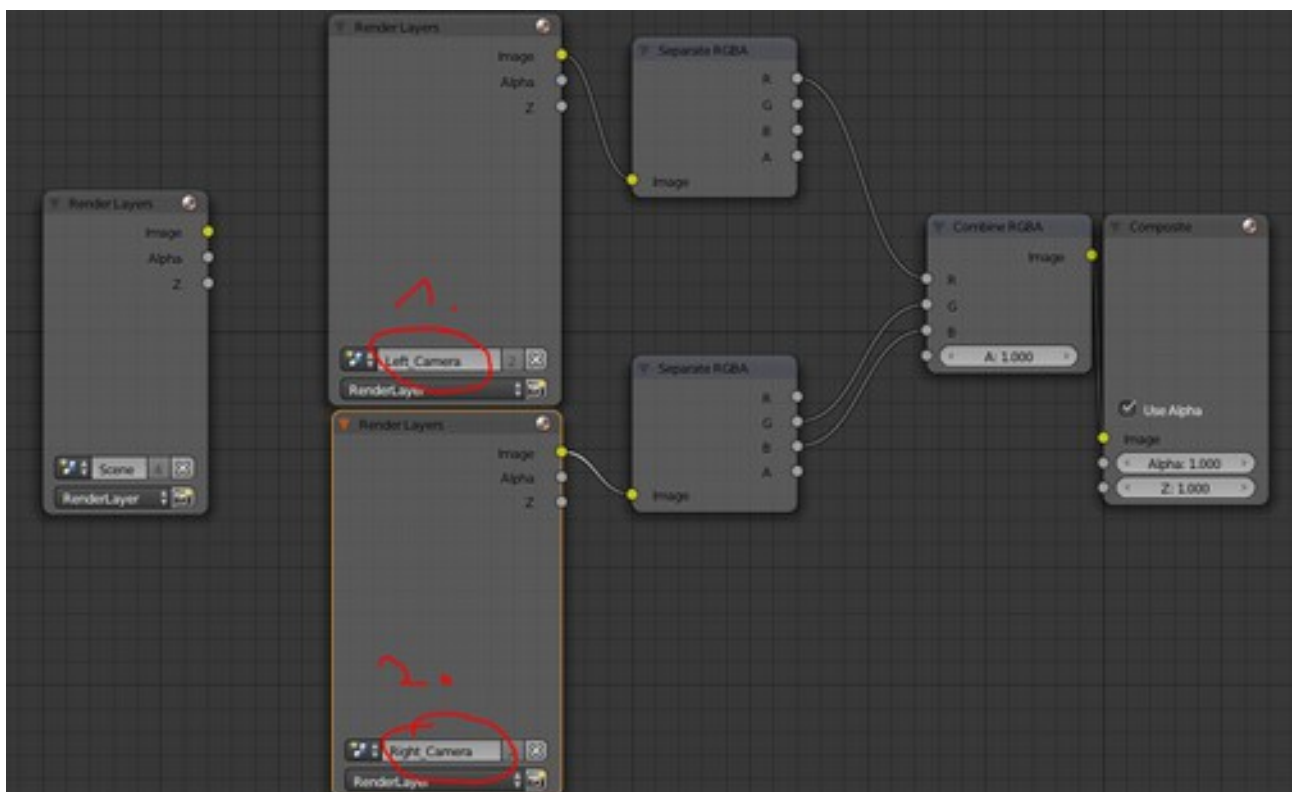 Render Layers
Image
Alpha
Z
Scene 4
RenderLayer
Render Layers
Image
Alpha
Z
1.
Left_Camera 2
RenderLayer
Render Layers
Image
Alpha
Z
2.
Right_Camera
RenderLayer
Separate RGBA
R
G
B
A
Image
Separate RGBA
R
G
B
A
Image
Combine RGBA
Image
R
G
B
A: 1.000
Composite
Use Alpha
Image
Alpha: 1.000
Z: 1.000